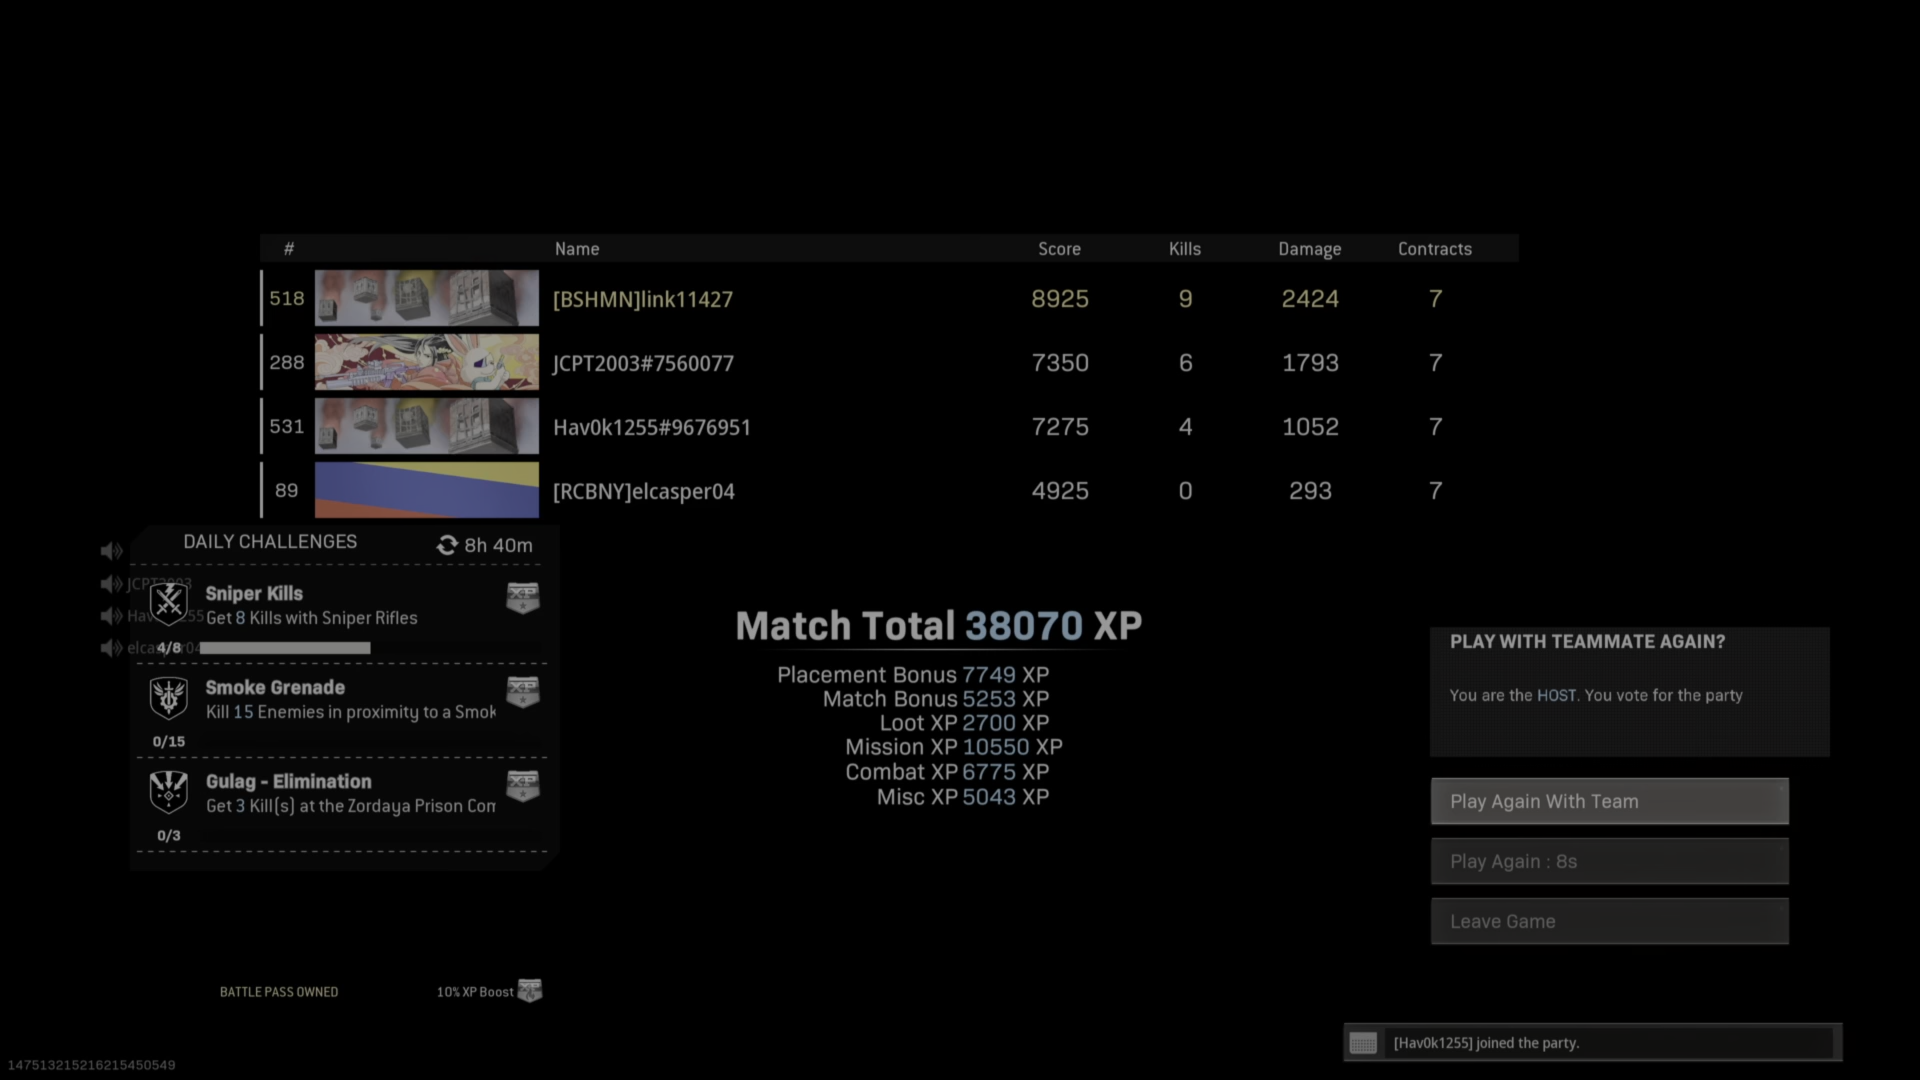 # Name Score Kills Damage Contracts
518 [BSHMN]link11427 8925 9 2424 7
288 JCPT2003#7560077 7350 6 1793 7
531 Hav0k1255#9676951 7275 4 1052 7
89 [RCBNY]elcasper04 4925 0 293 7
DAILY CHALLENGES 8h 40m
JCPT2003
Sniper Kills
XP
Get 8 Kills with Sniper Rifles
4/8
Smoke Grenade
XP
Kill 15 Enemies in proximity to a Smok
0/15
Gulag - Elimination
XP
Get 3 Kill(s) at the Zordaya Prison Com
0/3
Match Total 38070 XP
Placement Bonus 7749 XP
Match Bonus 5253 XP
Loot XP 2700 XP
Mission XP 10550 XP
Combat XP 6775 XP
Misc XP 5043 XP
PLAY WITH TEAMMATE AGAIN?
You are the HOST. You vote for the party
Play Again With Team
Play Again : 8s
Leave Game
BATTLE PASS OWNED
10% XP Boost
[Hav0k1255] joined the party.
147513215216215450549